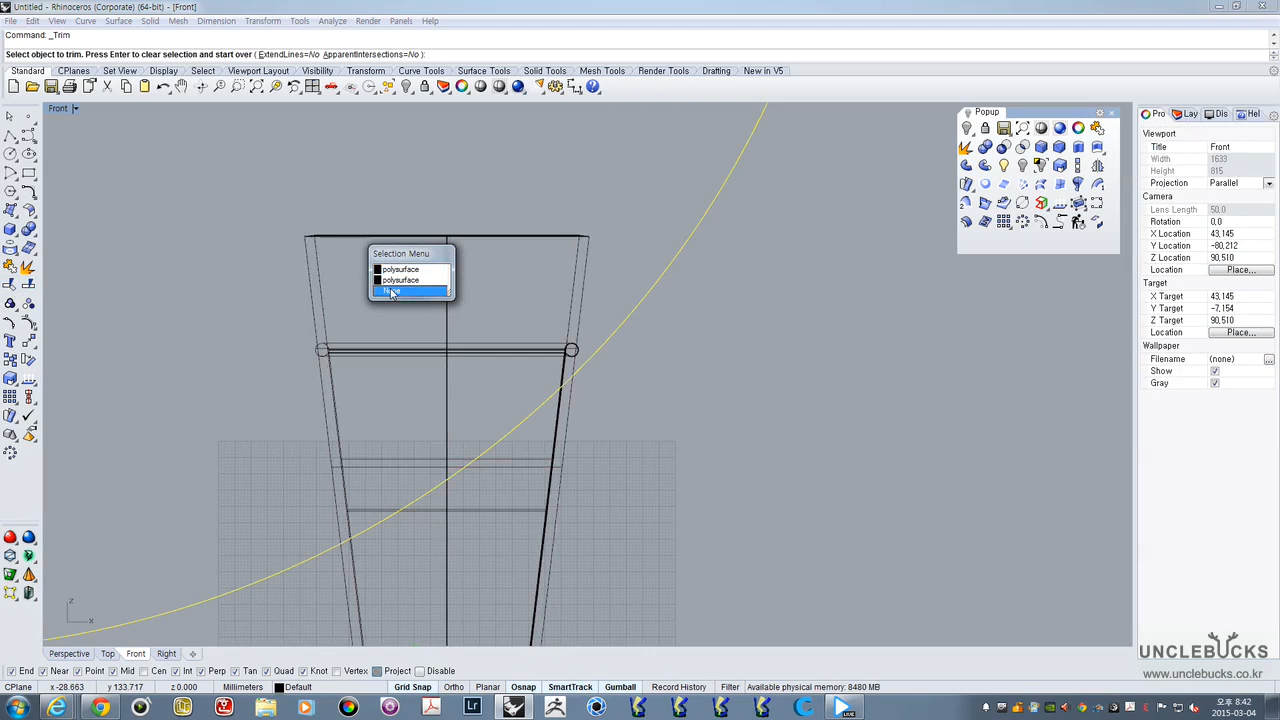 Untitled - Rhinoceros (Corporate) (64-bit) - [Front]
File Edit View Curve Surface Solid Mesh Dimension Transform Tools Analyze Render Panels Help
Command: _Trim
Select object to trim. Press Enter to clear selection and start over ( ExtendLines=No ApparentIntersections=No ):
Standard CPlanes Set View Display Select Viewport Layout Visibility Transform Curve Tools Surface Tools Solid Tools Mesh Tools Render Tools Drafting New in V5
Front
Popup
Pro Lay Dis Hel
Viewport
Title Front
Width 1633
Height 815
Projection Parallel
Camera
Lens Length 50,0
Rotation 0,0
X Location 43,145
Y Location -80,212
Z Location 90,510
Location Place...
Target
X Target 43,145
Y Target -7,154
Z Target 90,510
Location Place...
Wallpaper
Filename (none) ...
Show
Gray
Selection Menu
polysurface
polysurface
None
z
x
Perspective Top Front Right
End Near Point Mid Cen Int Perp Tan Quad Knot Vertex Project Disable
CPlane x -28.663 y 133.717 z 0.000 Millimeters Default Grid Snap Ortho Planar Osnap SmartTrack Gumball Record History Filter Available physical memory: 8480 MB
UNCLEBUCKS
www.unclebucks.co.kr
Lr
LIVE
오후 8:42
2015-03-04